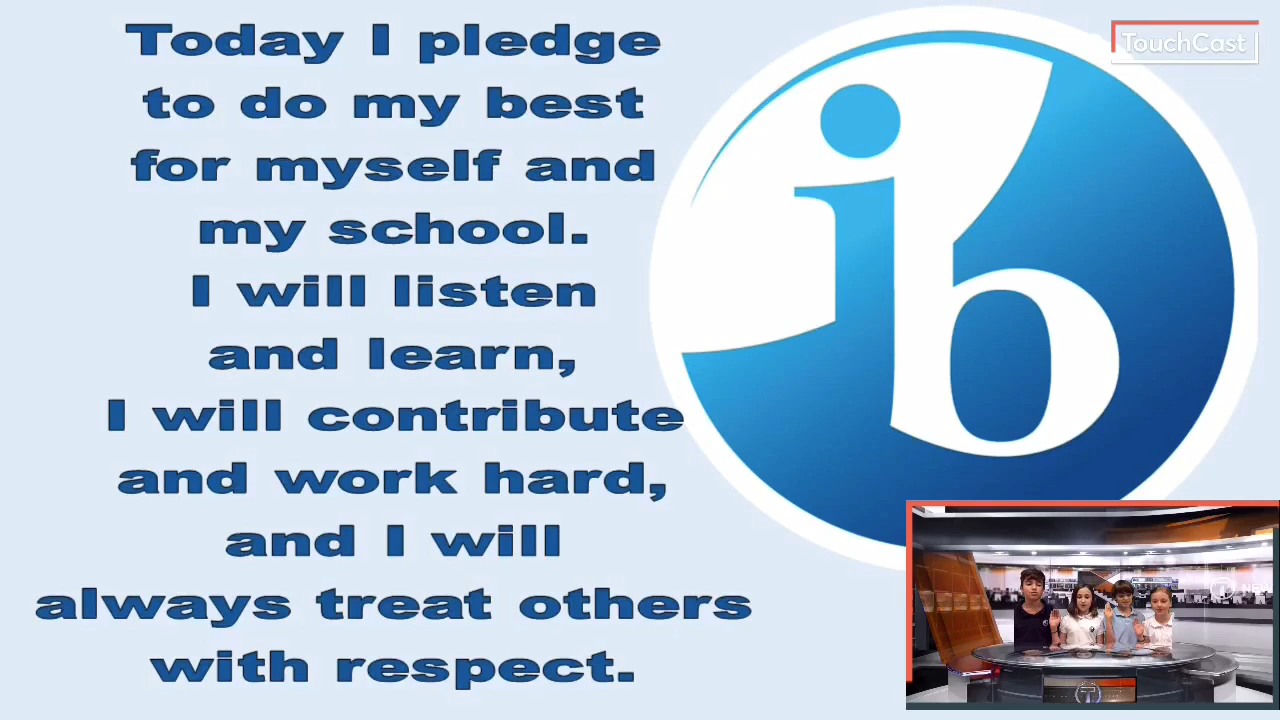 Today I pledge
to do my best
for myself and
my school.
I will listen
and learn,
I will contribute
and work hard,
and I will
always treat others
with respect.
ib
TouchCast